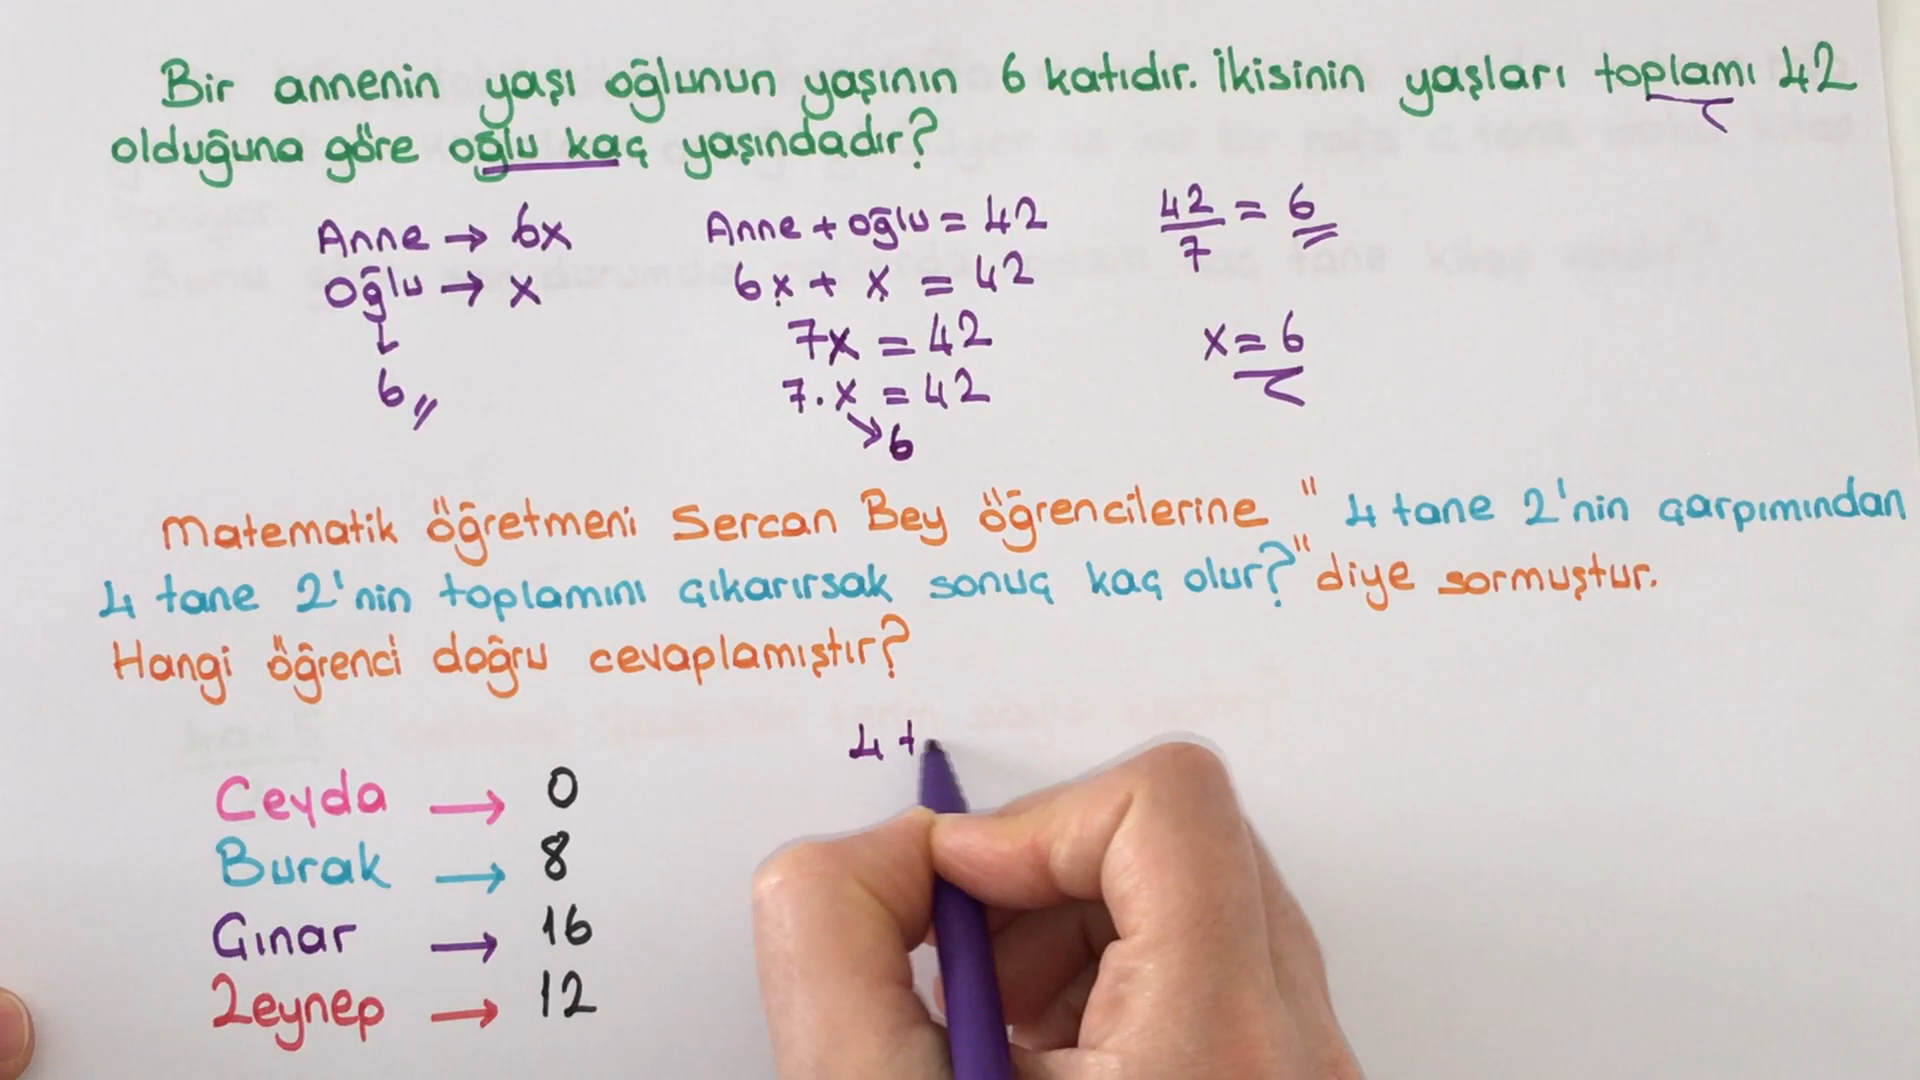 Bir annenin yaşı oğlunun yaşının 6 katıdır. İkisinin yaşları toplamı 42
olduğuna göre oğlu kaç yaşındadır?
Anne → 6x
Oğlu → x
6
Anne + oğlu = 42
6x + x = 42
7x = 42
7.x = 42
6
42/7 = 6
x = 6
Matematik öğretmeni Sercan Bey öğrencilerine "4 tane 2'nin çarpımından
4 tane 2'nin toplamını çıkarırsak sonuç kaç olur?" diye sormuştur.
Hangi öğrenci doğru cevaplamıştır?
4 t
Ceyda → 0
Burak → 8
Çınar → 16
Zeynep → 12